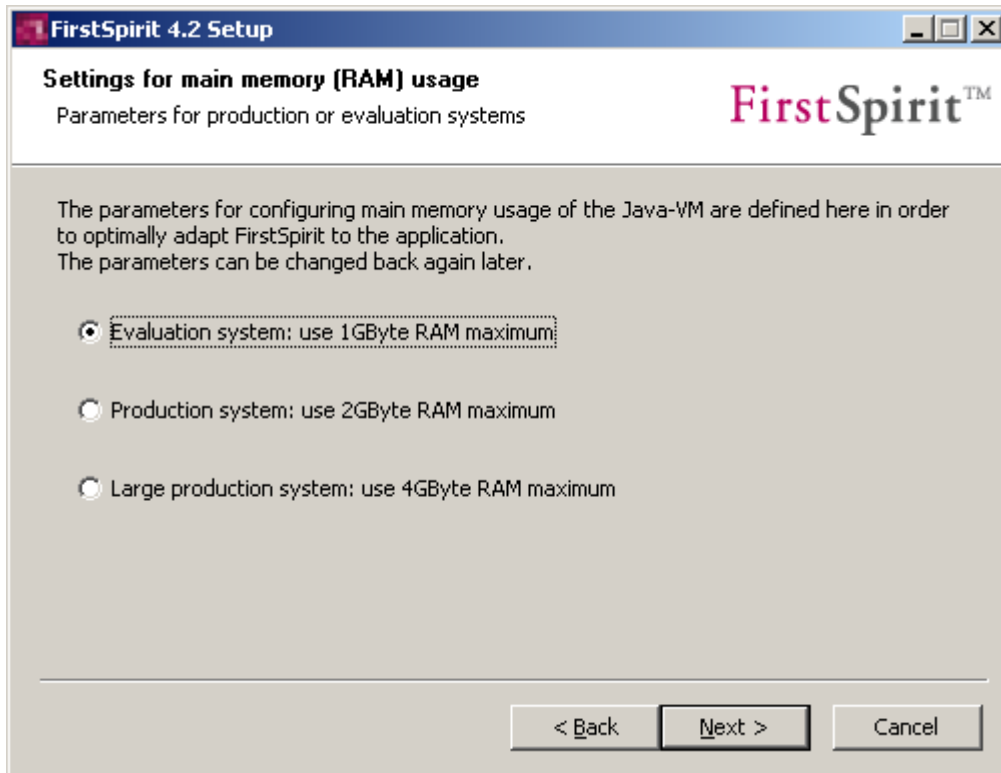 FirstSpirit 4.2 Setup
Settings for main memory (RAM) usage
Parameters for production or evaluation systems
FirstSpirit™
The parameters for configuring main memory usage of the Java-VM are defined here in order
to optimally adapt FirstSpirit to the application.
The parameters can be changed back again later.
Evaluation system: use 1GByte RAM maximum
Production system: use 2GByte RAM maximum
Large production system: use 4GByte RAM maximum
< Back
Next >
Cancel